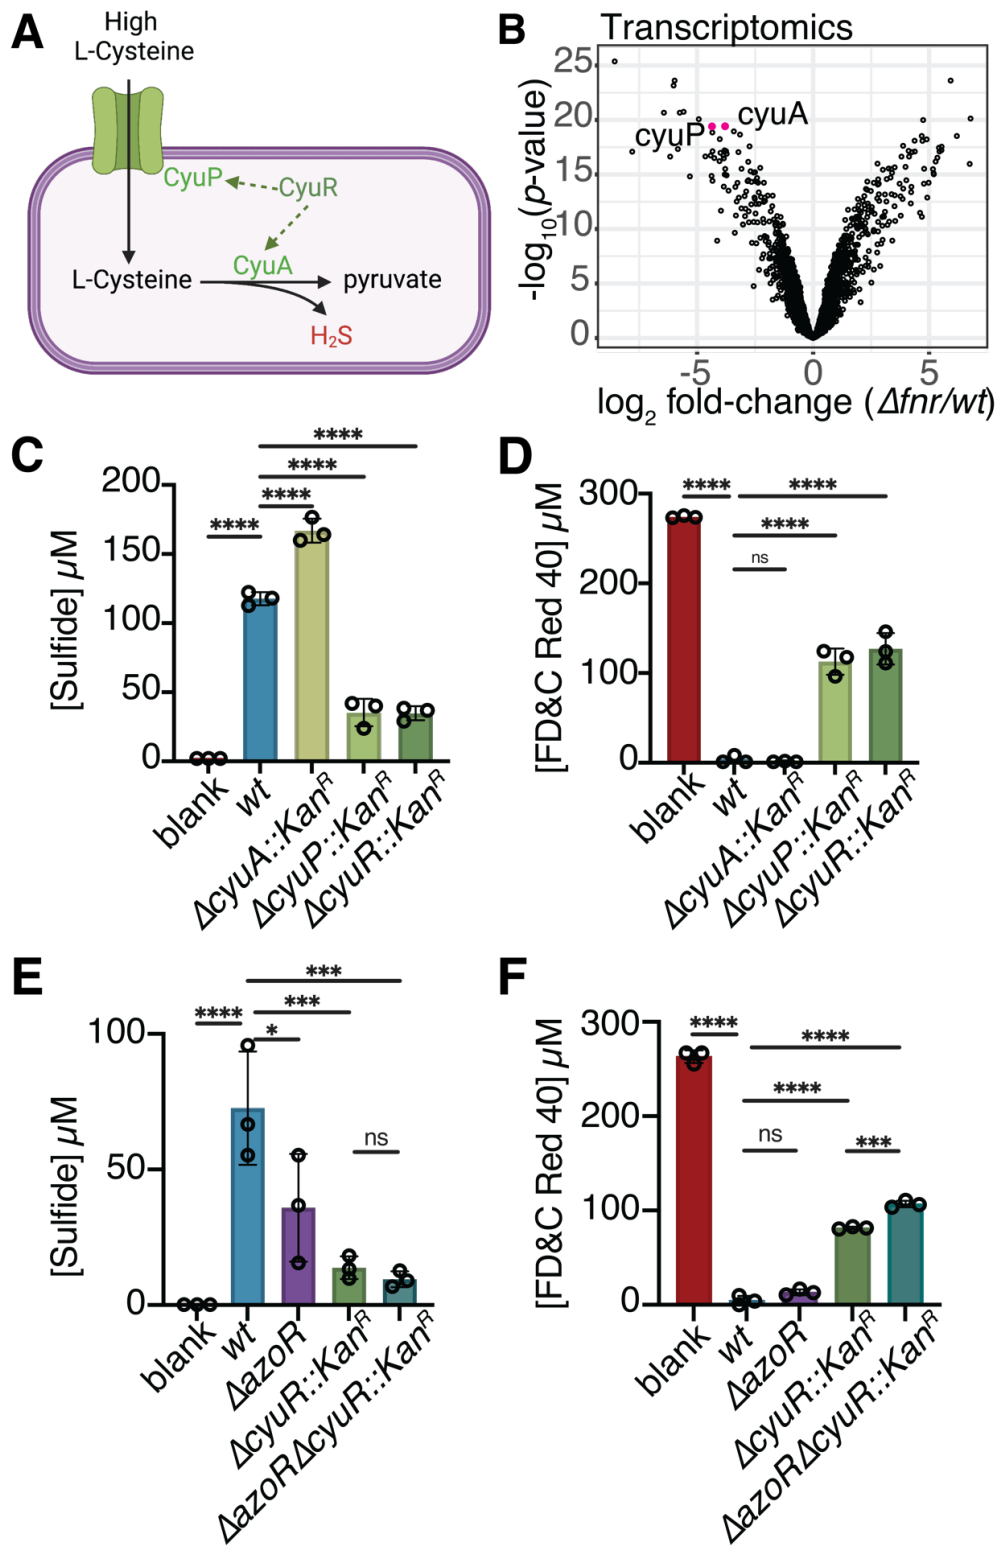 A
High
L-Cysteine
CyuP
CyuR
CyuA
L-Cysteine
pyruvate
H₂S
B
Transcriptomics
-log₁₀(p-value)
25
20
15
10
5
0
cyuP
cyuA
-5
0
5
log₂ fold-change (Δfnr/wt)
C
[Sulfide] µM
200
150
100
50
0
****
****
****
****
blank
wt
ΔcyuA::Kanᴿ
ΔcyuP::Kanᴿ
ΔcyuR::Kanᴿ
D
[FD&C Red 40] µM
300
200
100
0
****
****
****
ns
blank
wt
ΔcyuA::Kanᴿ
ΔcyuP::Kanᴿ
ΔcyuR::Kanᴿ
E
[Sulfide] µM
100
50
0
***
***
****
*
ns
blank
wt
ΔazoR
ΔcyuR::Kanᴿ
ΔazoRΔcyuR::Kanᴿ
F
[FD&C Red 40] µM
300
200
100
0
****
****
****
ns
***
blank
wt
ΔazoR
ΔcyuR::Kanᴿ
ΔazoRΔcyuR::Kanᴿ